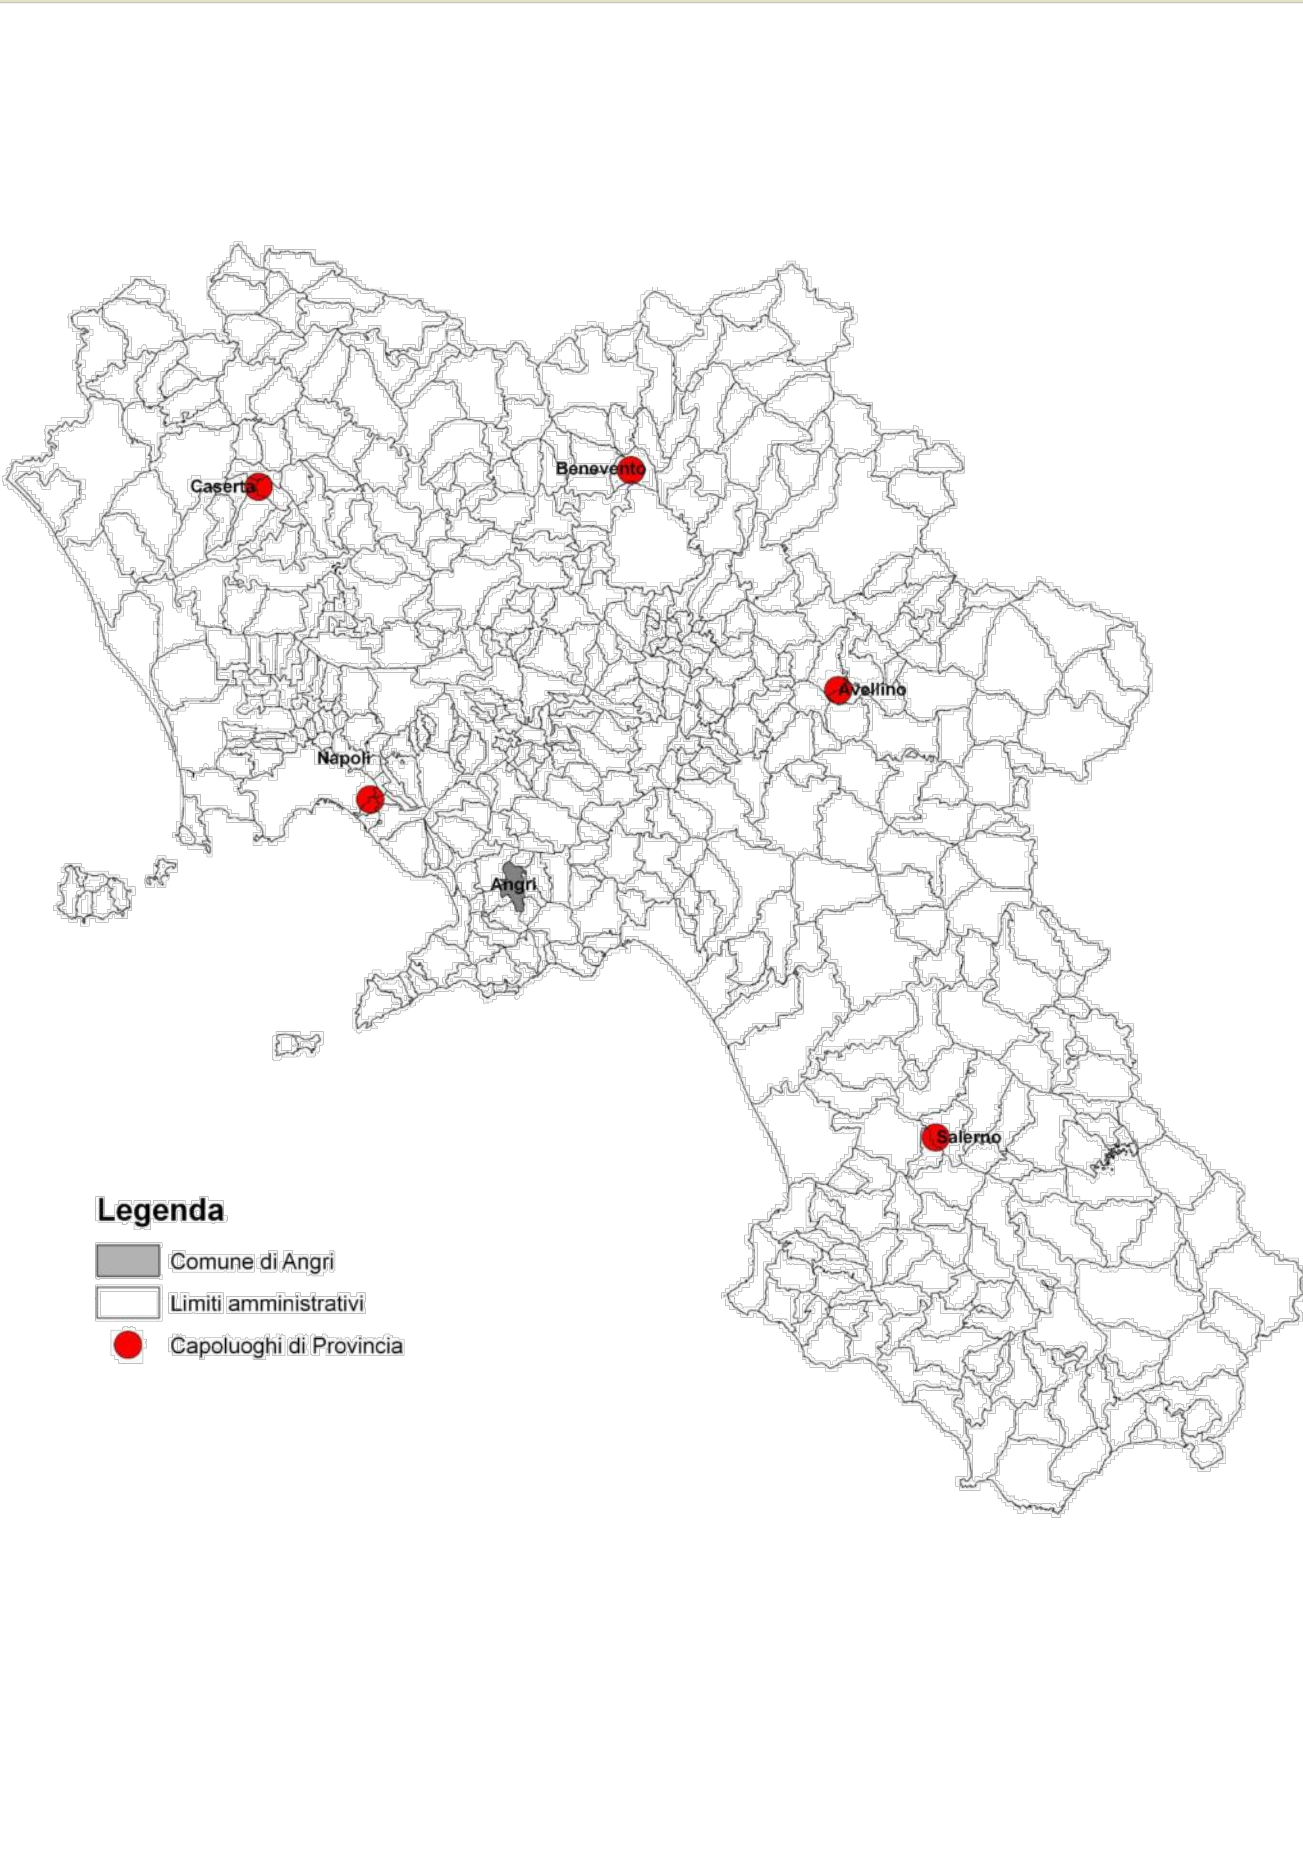 Benevento
Caserta
Avellino
Napoli
Angri
Salerno
Legenda
Comune di Angri
Limiti amministrativi
Capoluoghi di Provincia